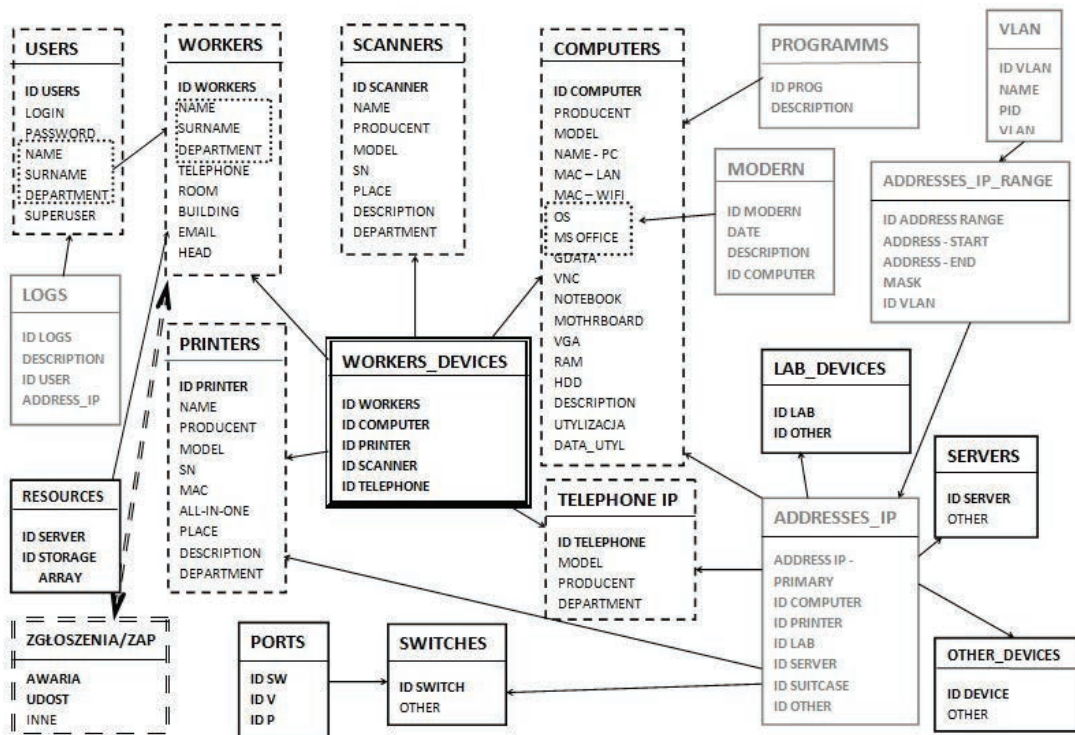 USERS
ID USERS
LOGIN
PASSWORD
NAME
SURNAME
DEPARTMENT
SUPERUSER
WORKERS
ID WORKERS
NAME
SURNAME
DEPARTMENT
TELEPHONE
ROOM
BUILDING
EMAIL
HEAD
SCANNERS
ID SCANNER
NAME
PRODUCENT
MODEL
SN
PLACE
DESCRIPTION
DEPARTMENT
COMPUTERS
ID COMPUTER
PRODUCENT
MODEL
NAME - PC
MAC – LAN
MAC – WIFI
OS
MS OFFICE
GDATA
VNC
NOTEBOOK
MOTHRBOARD
VGA
RAM
HDD
DESCRIPTION
UTYLIZACJA
DATA_UTYL
PROGRAMMS
ID PROG
DESCRIPTION
VLAN
ID VLAN
NAME
PID
VLAN
MODERN
ID MODERN
DATE
DESCRIPTION
ID COMPUTER
ADDRESSES_IP_RANGE
ID ADDRESS RANGE
ADDRESS - START
ADDRESS - END
MASK
ID VLAN
LOGS
ID LOGS
DESCRIPTION
ID USER
ADDRESS_IP
PRINTERS
ID PRINTER
NAME
PRODUCENT
MODEL
SN
MAC
ALL-IN-ONE
PLACE
DESCRIPTION
DEPARTMENT
WORKERS_DEVICES
ID WORKERS
ID COMPUTER
ID PRINTER
ID SCANNER
ID TELEPHONE
LAB_DEVICES
ID LAB
ID OTHER
SERVERS
ID SERVER
OTHER
RESOURCES
ID SERVER
ID STORAGE
ARRAY
TELEPHONE IP
ID TELEPHONE
MODEL
PRODUCENT
DEPARTMENT
ADDRESSES_IP
ADDRESS IP -
PRIMARY
ID COMPUTER
ID PRINTER
ID LAB
ID SERVER
ID SUITCASE
ID OTHER
ZGŁOSZENIA/ZAP
AWARIA
UDOST
INNE
PORTS
ID SW
ID V
ID P
SWITCHES
ID SWITCH
OTHER
OTHER_DEVICES
ID DEVICE
OTHER